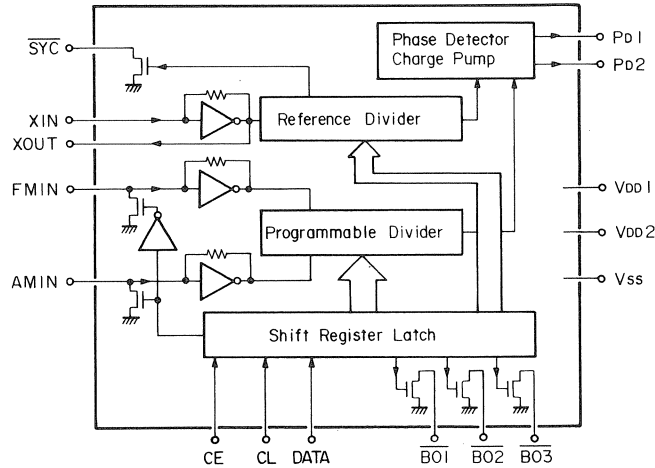 SYC
Phase Detector
Charge Pump
PD1
PD2
XIN
XOUT
Reference Divider
FMIN
VDD1
Programmable Divider
VDD2
AMIN
VSS
Shift Register Latch
CE
CL
DATA
BO1
BO2
BO3